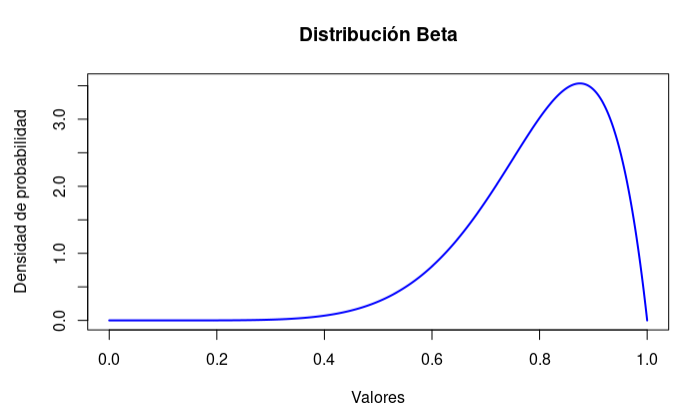 Distribución Beta
Densidad de probabilidad
3.0
2.0
1.0
0.0
0.0 0.2 0.4 0.6 0.8 1.0
Valores